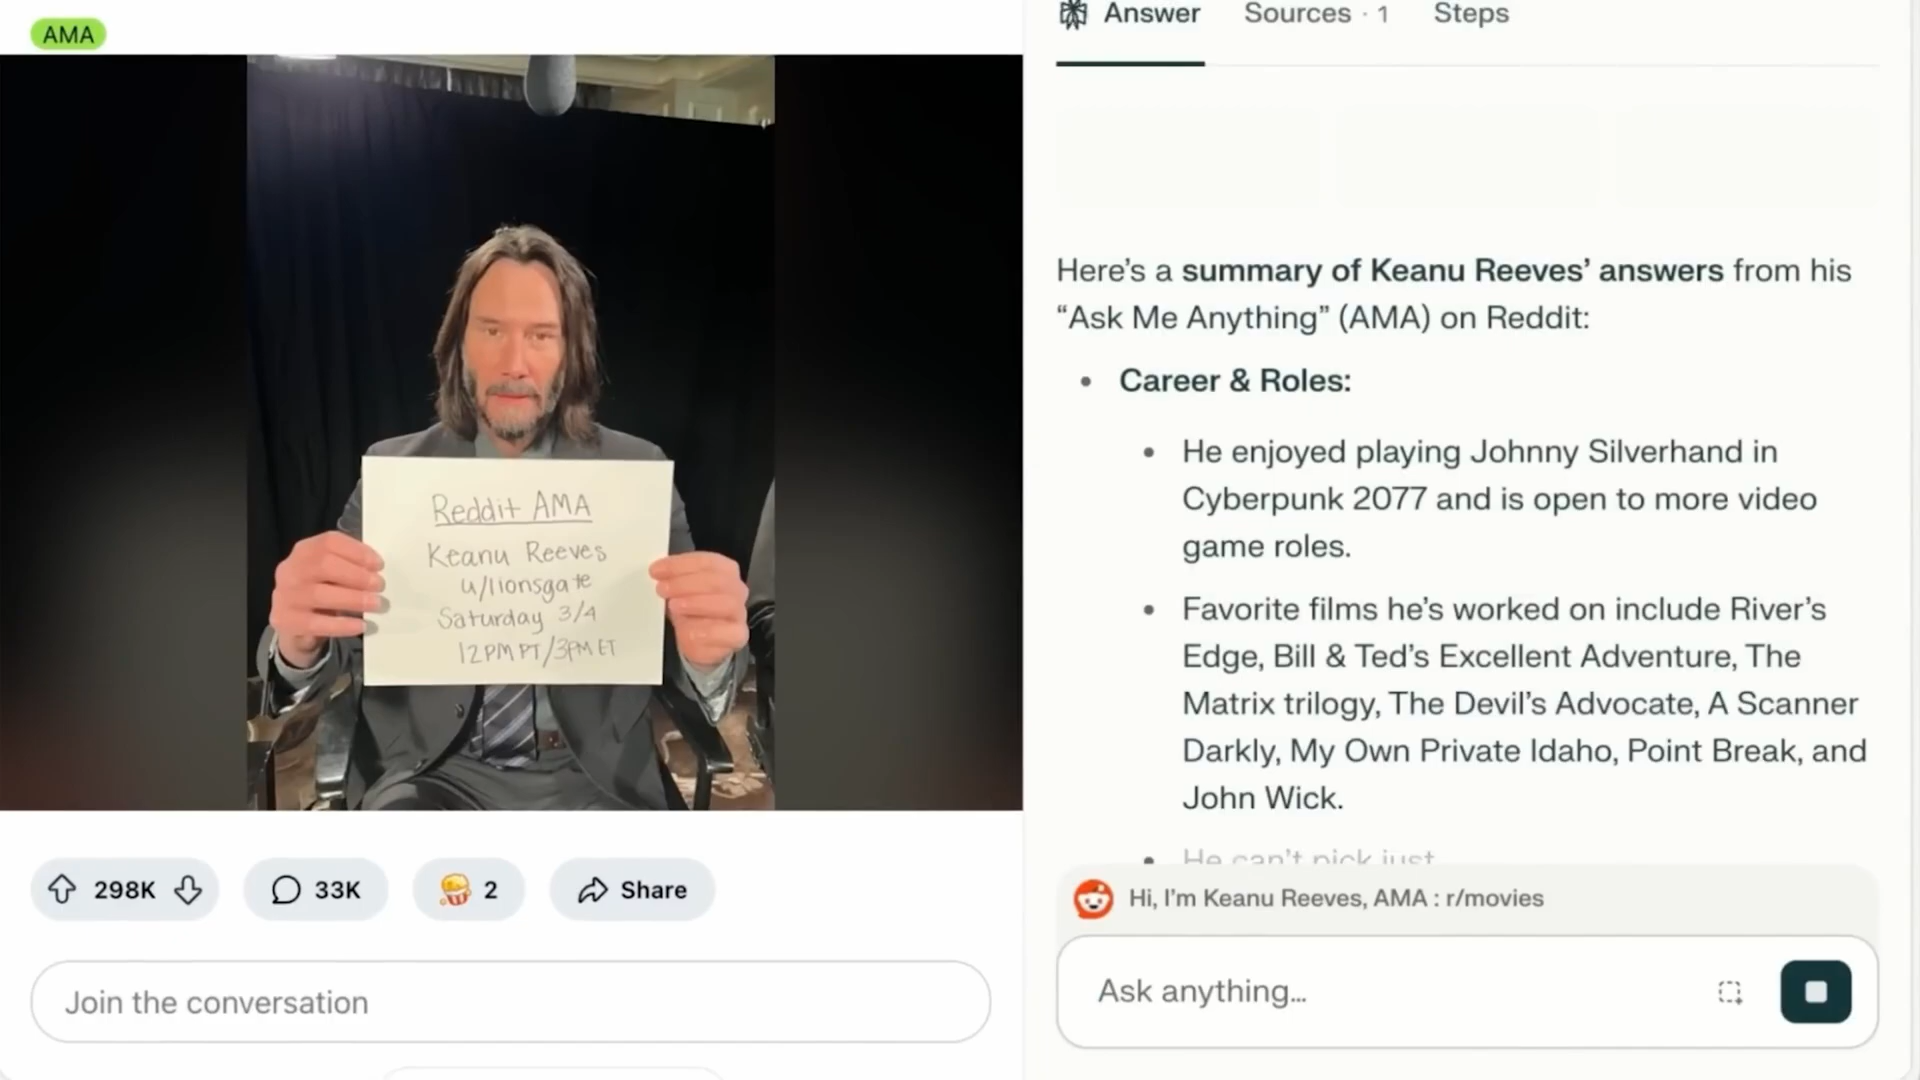 AMA
Reddit AMA
Keanu Reeves
u/lionsgate
Saturday 3/4
12PM PT/3PM ET
298K
33K
2
Share
Join the conversation
Answer
Sources · 1
Steps
Here’s a summary of Keanu Reeves’ answers from his
“Ask Me Anything” (AMA) on Reddit:
• Career & Roles:
• He enjoyed playing Johnny Silverhand in
Cyberpunk 2077 and is open to more video
game roles.
• Favorite films he’s worked on include River’s
Edge, Bill & Ted’s Excellent Adventure, The
Matrix trilogy, The Devil’s Advocate, A Scanner
Darkly, My Own Private Idaho, Point Break, and
John Wick.
• He can’t pick just
Hi, I’m Keanu Reeves, AMA : r/movies
Ask anything…